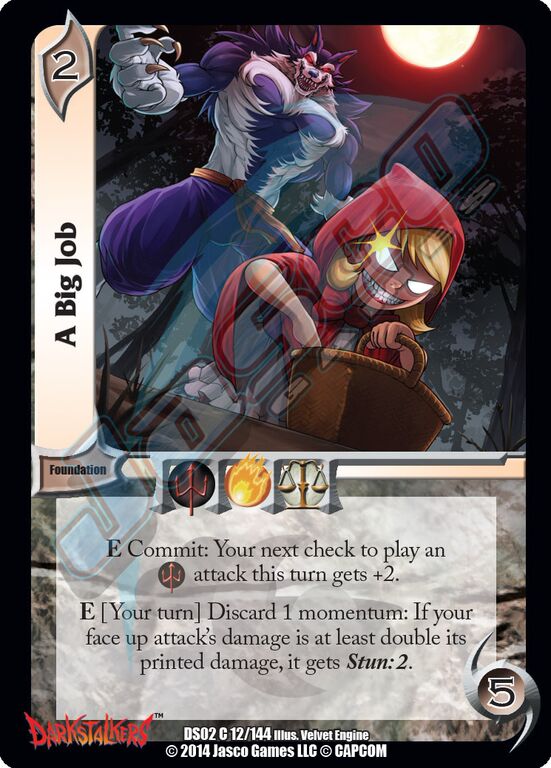 2
A Big Job
Foundation
E Commit: Your next check to play an
attack this turn gets +2.
E [Your turn] Discard 1 momentum: If your
face up attack's damage is at least double its
printed damage, it gets Stun: 2.
5
DARKSTALKERS™
DS02 C 12/144 Illus. Velvet Engine
© 2014 Jasco Games LLC © CAPCOM